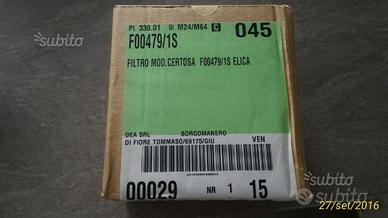 PI. 330.01 UI. M24/M64 C 045
F00479/1S
FILTRO MOD.CERTOSA F00479/1S ELICA
DEA SRL BORGOMANERO
DI FIORE TOMMASO/69175/GIU VEN
00029 NR 1 15
subito
subito
subito
27/set/2016